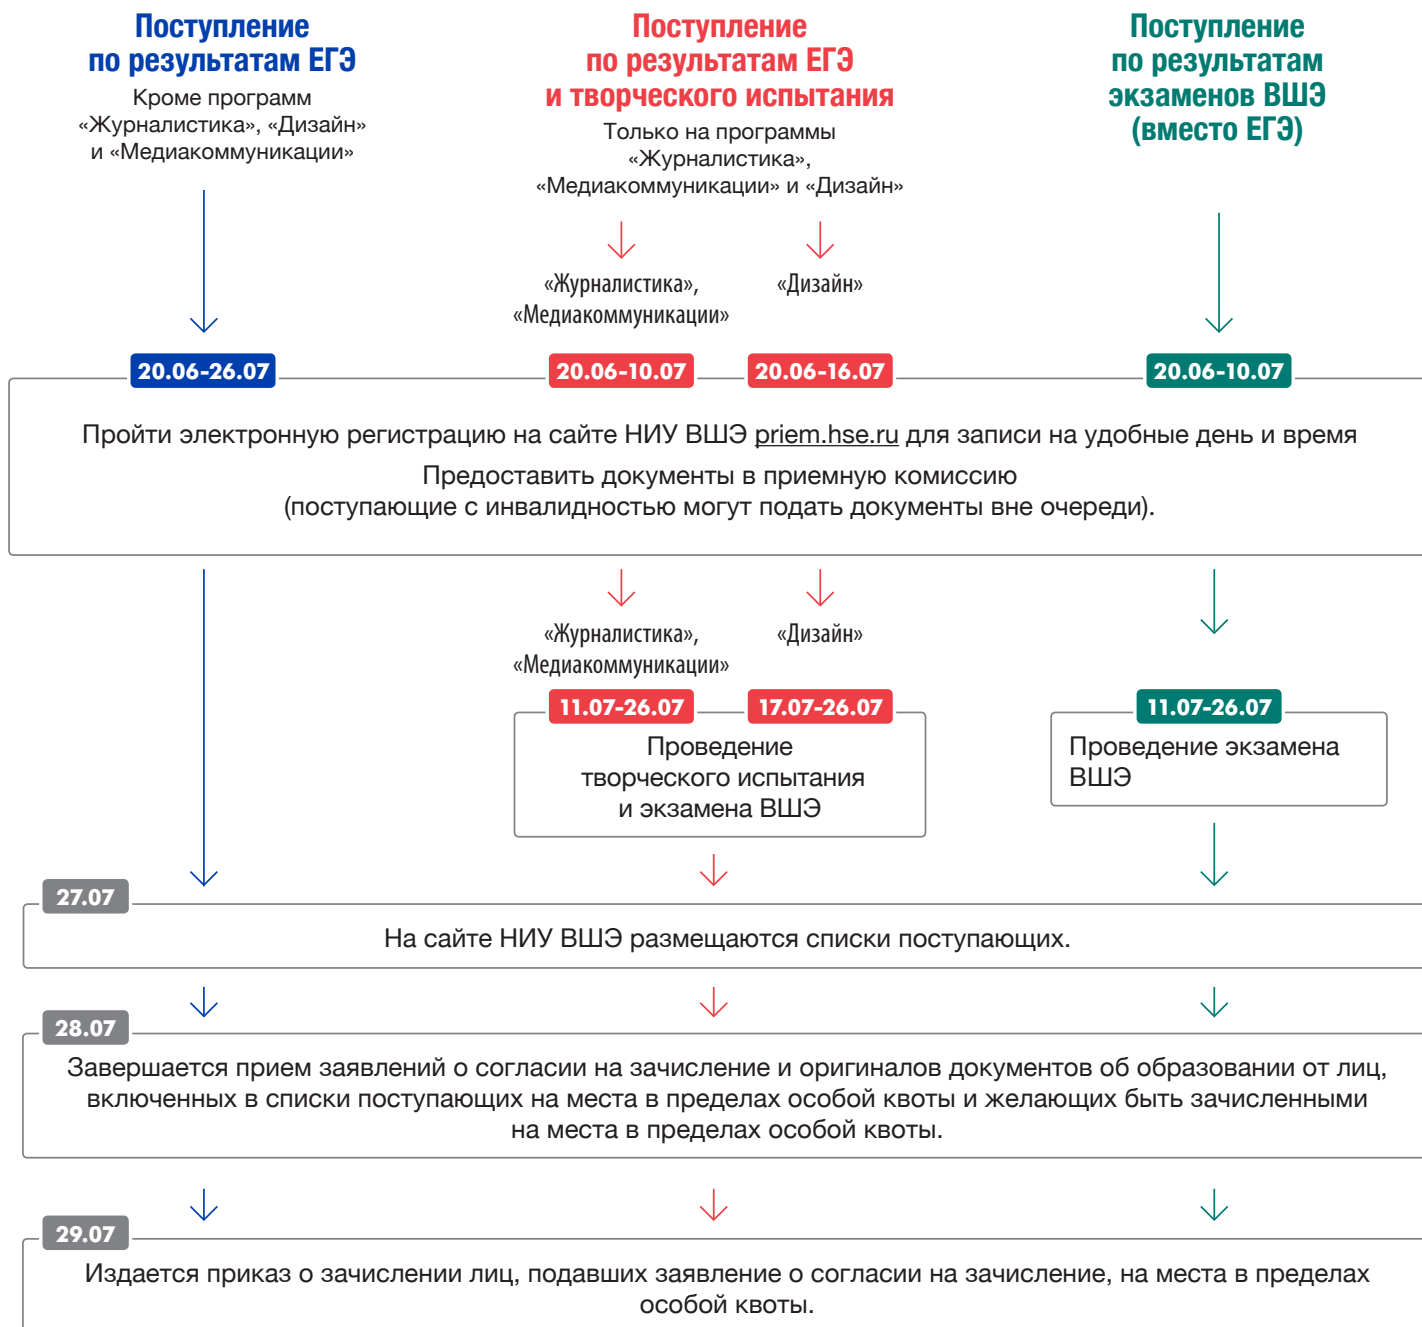 Поступление
по результатам ЕГЭ
Кроме программ
«Журналистика», «Дизайн»
и «Медиакоммуникации»
Поступление
по результатам ЕГЭ
и творческого испытания
Только на программы
«Журналистика»,
«Медиакоммуникации» и «Дизайн»
Поступление
по результатам
экзаменов ВШЭ
(вместо ЕГЭ)
«Журналистика»,
«Медиакоммуникации»
«Дизайн»
20.06-26.07
20.06-10.07
20.06-16.07
20.06-10.07
Пройти электронную регистрацию на сайте НИУ ВШЭ priem.hse.ru для записи на удобные день и время
Предоставить документы в приемную комиссию
(поступающие с инвалидностью могут подать документы вне очереди).
«Журналистика»,
«Медиакоммуникации»
«Дизайн»
11.07-26.07
17.07-26.07
Проведение
творческого испытания
и экзамена ВШЭ
11.07-26.07
Проведение экзамена
ВШЭ
27.07
На сайте НИУ ВШЭ размещаются списки поступающих.
28.07
Завершается прием заявлений о согласии на зачисление и оригиналов документов об образовании от лиц,
включенных в списки поступающих на места в пределах особой квоты и желающих быть зачисленными
на места в пределах особой квоты.
29.07
Издается приказ о зачислении лиц, подавших заявление о согласии на зачисление, на места в пределах
особой квоты.